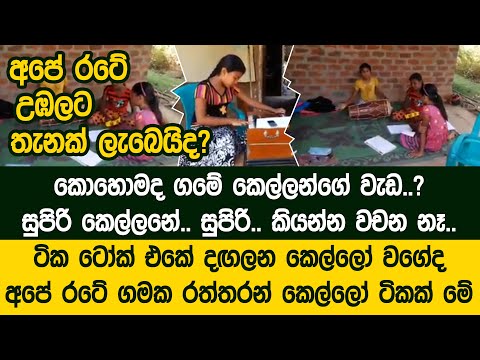 අපේ රටේ
උඹලට
තැනක් ලැබෙයිද?
කොහොමද ගමේ කෙල්ලන්ගේ වැඩ..?
සුපිරි කෙල්ලනේ.. සුපිරි.. කියන්න වචන නෑ..
ටික ටෝක් එකේ දඟලන කෙල්ලෝ වගේද
අපේ රටේ ගමක රත්තරන් කෙල්ලෝ ටිකක් මේ